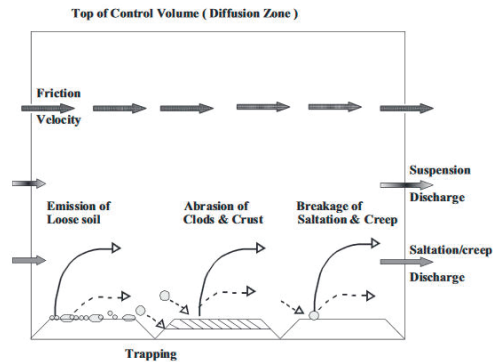 Top of Control Volume ( Diffusion Zone )
Friction
Velocity
Suspension
Discharge
Emission of
Loose soil
Abrasion of
Clods & Crust
Breakage of
Saltation & Creep
Saltation/creep
Discharge
Trapping